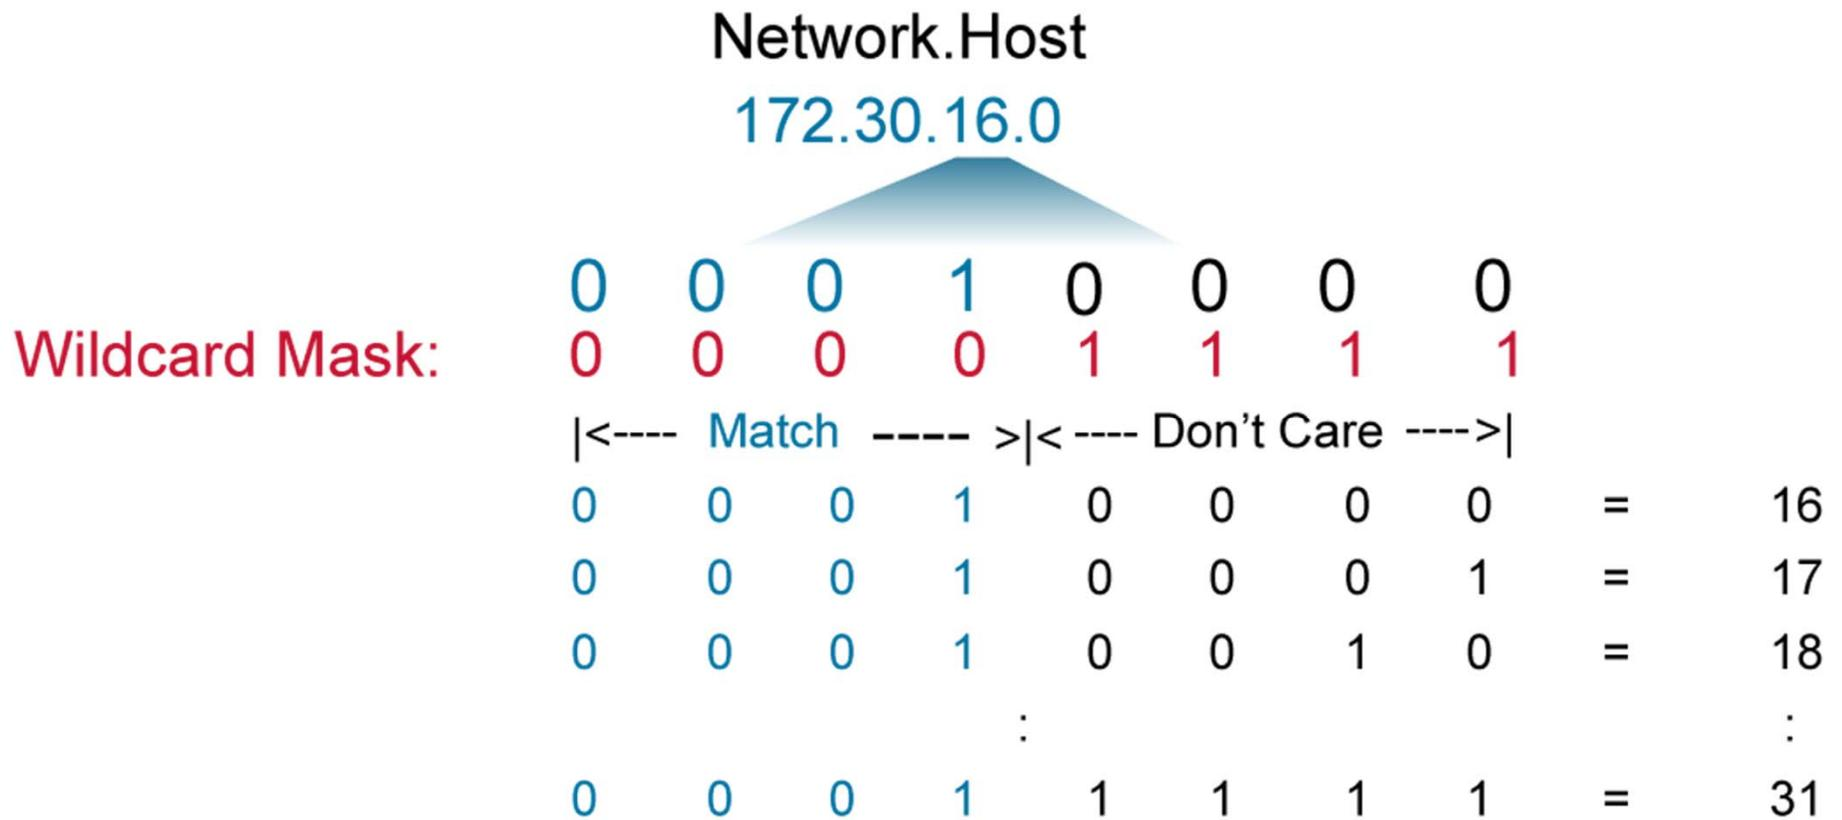 Network.Host
172.30.16.0
0 0 0 1 0 0 0 0
Wildcard Mask: 0 0 0 0 1 1 1 1
|<---- Match ---- >|< ---- Don’t Care ---->|
0 0 0 1 0 0 0 0 = 16
0 0 0 1 0 0 0 1 = 17
0 0 0 1 0 0 1 0 = 18
: :
0 0 0 1 1 1 1 1 = 31